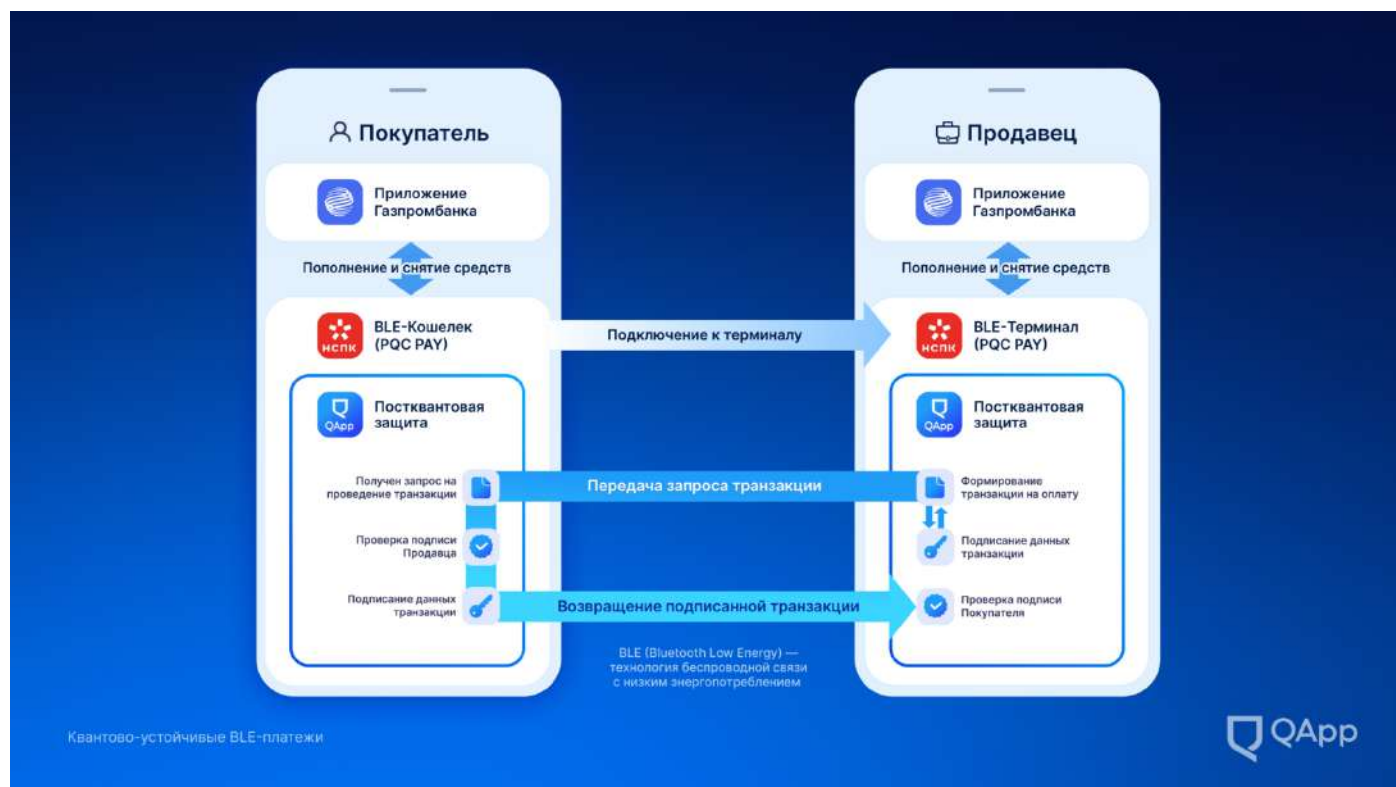 Покупатель
Приложение
Газпромбанка
Пополнение и снятие средств
нспк
BLE-Кошелек
(PQC PAY)
QApp
Постквантовая
защита
Получен запрос на
проведение транзакции
Проверка подписи
Продавца
Подписание данных
транзакции
Подключение к терминалу
Передача запроса транзакции
Возвращение подписанной транзакции
BLE (Bluetooth Low Energy) —
технология беспроводной связи
с низким энергопотреблением
Продавец
Приложение
Газпромбанка
Пополнение и снятие средств
нспк
BLE-Терминал
(PQC PAY)
QApp
Постквантовая
защита
Формирование
транзакции на оплату
Подписание данных
транзакции
Проверка подписи
Покупателя
Квантово-устойчивые BLE-платежи
QApp